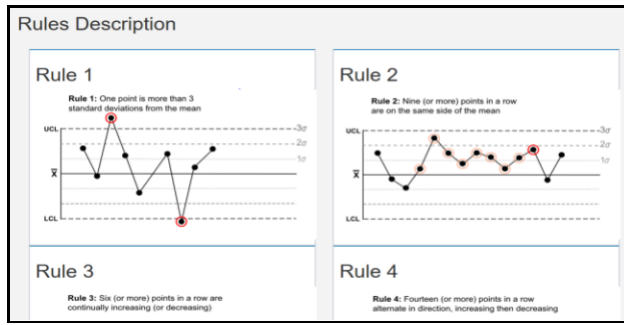 Rules Description
Rule 1
Rule 1: One point is more than 3
standard deviations from the mean
UCL
3σ
2σ
1σ
X̄
LCL
Rule 2
Rule 2: Nine (or more) points in a row
are on the same side of the mean
UCL
3σ
2σ
1σ
X̄
LCL
Rule 3
Rule 3: Six (or more) points in a row are
continually increasing (or decreasing)
Rule 4
Rule 4: Fourteen (or more) points in a row
alternate in direction, increasing then decreasing